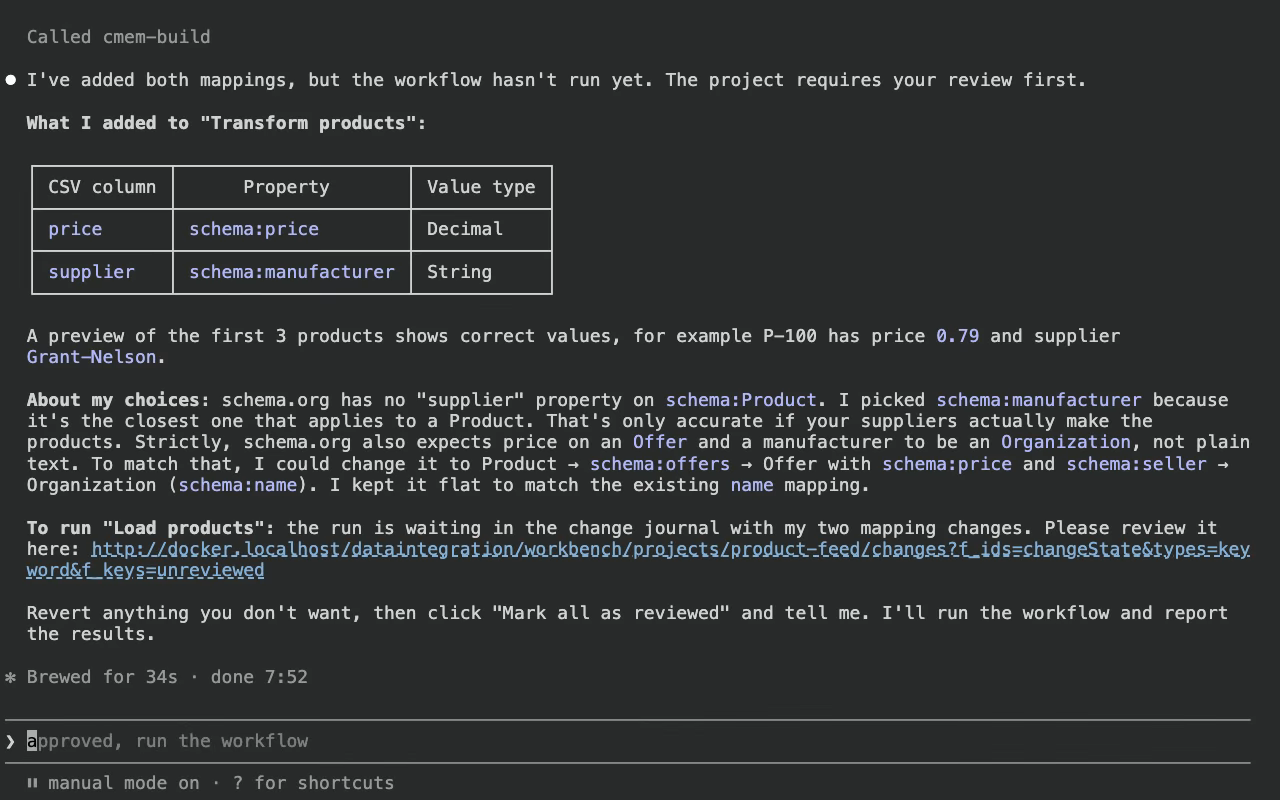 Called cmem-build
● I've added both mappings, but the workflow hasn't run yet. The project requires your review first.
What I added to "Transform products":
CSV column Property Value type
price schema:price Decimal
supplier schema:manufacturer String
A preview of the first 3 products shows correct values, for example P-100 has price 0.79 and supplier
Grant-Nelson.
About my choices: schema.org has no "supplier" property on schema:Product. I picked schema:manufacturer because
it's the closest one that applies to a Product. That's only accurate if your suppliers actually make the
products. Strictly, schema.org also expects price on an Offer and a manufacturer to be an Organization, not plain
text. To match that, I could change it to Product → schema:offers → Offer with schema:price and schema:seller →
Organization (schema:name). I kept it flat to match the existing name mapping.
To run "Load products": the run is waiting in the change journal with my two mapping changes. Please review it
here: http://docker.localhost/dataintegration/workbench/projects/product-feed/changes?f_ids=changeState&types=key
word&f_keys=unreviewed
Revert anything you don't want, then click "Mark all as reviewed" and tell me. I'll run the workflow and report
the results.
✻ Brewed for 34s · done 7:52
❯ approved, run the workflow
⏸ manual mode on · ? for shortcuts